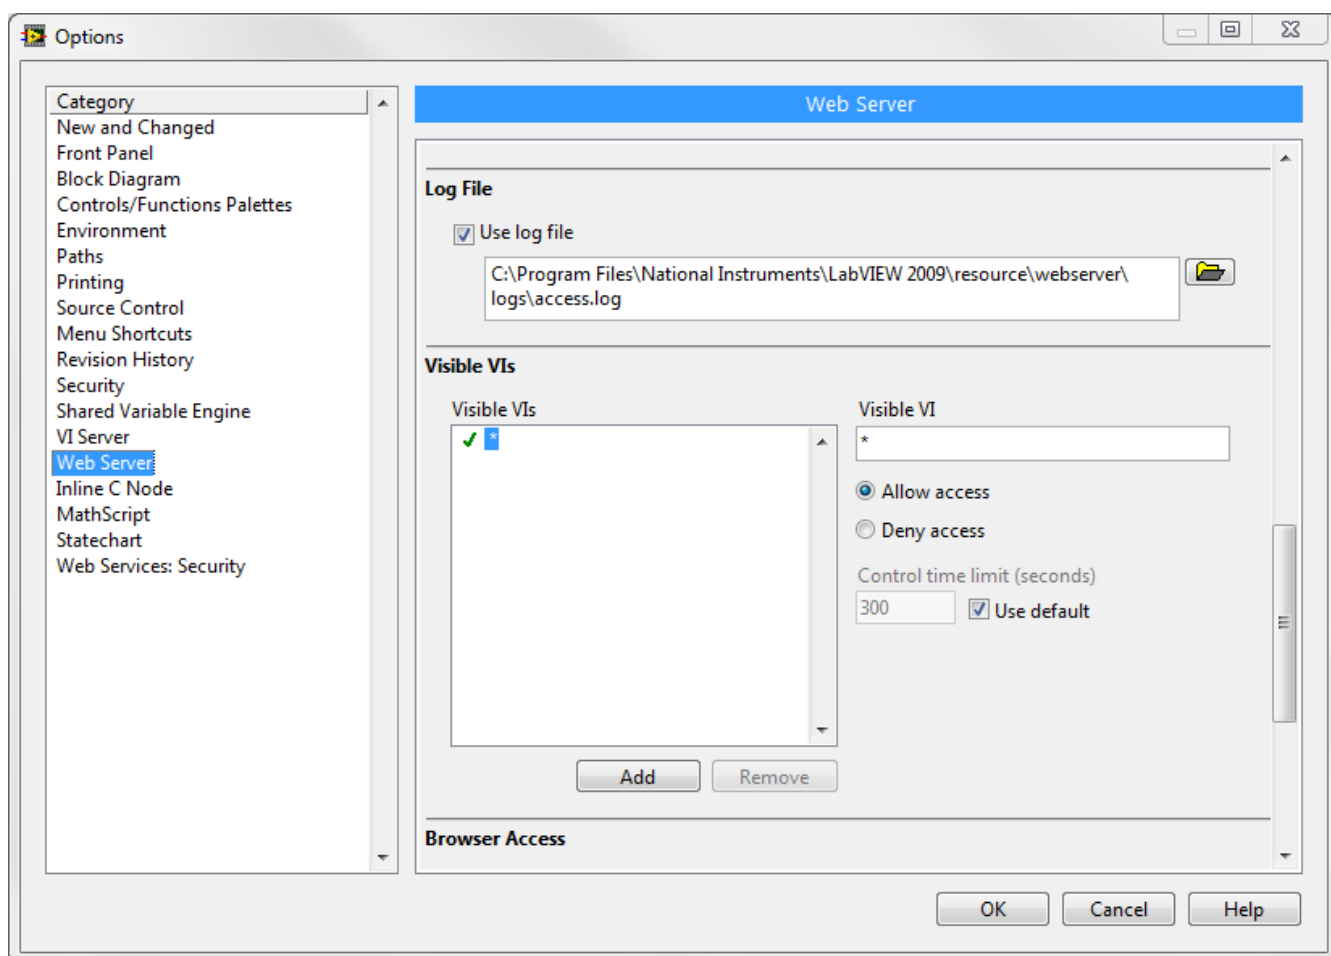 Options
Category
New and Changed
Front Panel
Block Diagram
Controls/Functions Palettes
Environment
Paths
Printing
Source Control
Menu Shortcuts
Revision History
Security
Shared Variable Engine
VI Server
Web Server
Inline C Node
MathScript
Statechart
Web Services: Security
Web Server
Log File
Use log file
C:\Program Files\National Instruments\LabVIEW 2009\resource\webserver\
logs\access.log
Visible VIs
Visible VIs
*
Add
Remove
Visible VI
*
Allow access
Deny access
Control time limit (seconds)
300
Use default
Browser Access
OK
Cancel
Help